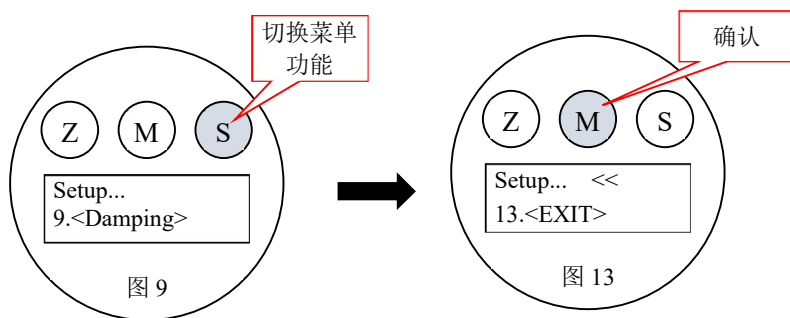 切换菜单
功能
Z M S
Setup...
9.<Damping>
图 9
确认
Z M S
Setup... <<
13.<EXIT>
图 13